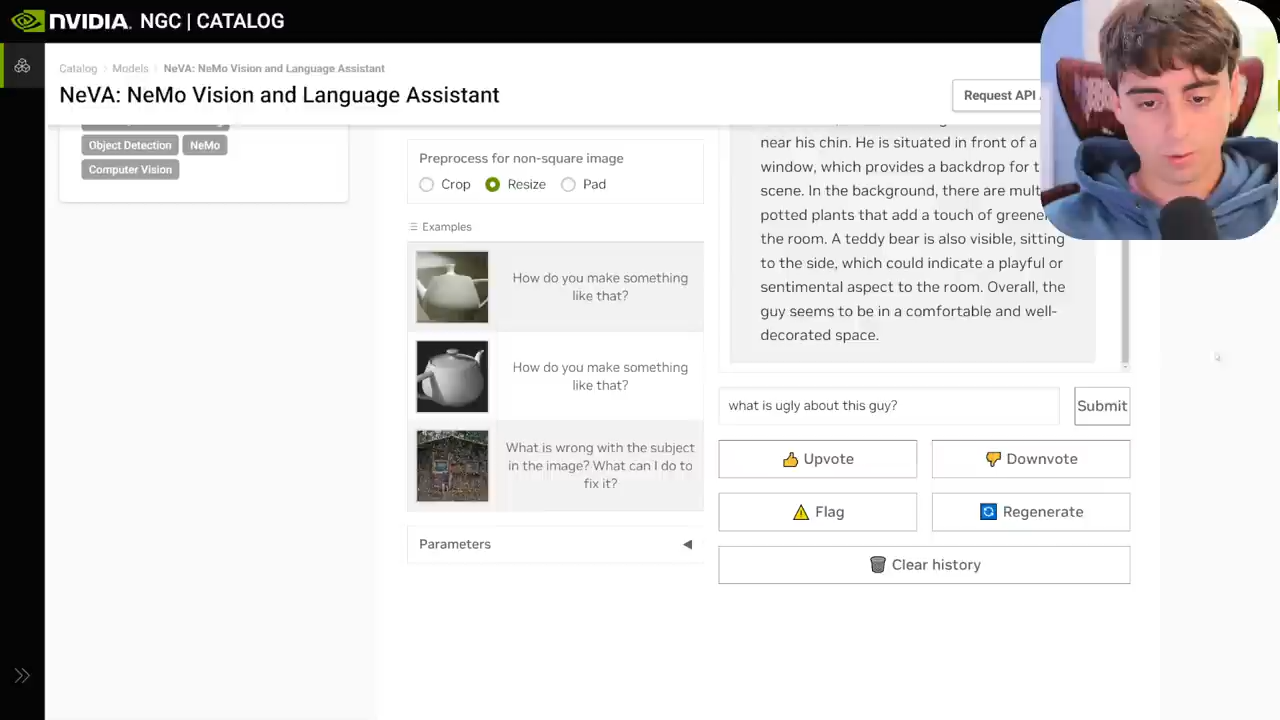 NVIDIA. NGC | CATALOG
Catalog > Models > NeVA: NeMo Vision and Language Assistant
NeVA: NeMo Vision and Language Assistant
Request API
Object Detection
NeMo
Computer Vision
Preprocess for non-square image
Crop
Resize
Pad
Examples
How do you make something
like that?
How do you make something
like that?
What is wrong with the subject
in the image? What can I do to
fix it?
Parameters
near his chin. He is situated in front of a
window, which provides a backdrop for
scene. In the background, there are
potted plants that add a touch of
the room. A teddy bear is also visible, sitting
to the side, which could indicate a playful or
sentimental aspect to the room. Overall, the
guy seems to be in a comfortable and well-
decorated space.
what is ugly about this guy?
Submit
Upvote
Downvote
Flag
Regenerate
Clear history